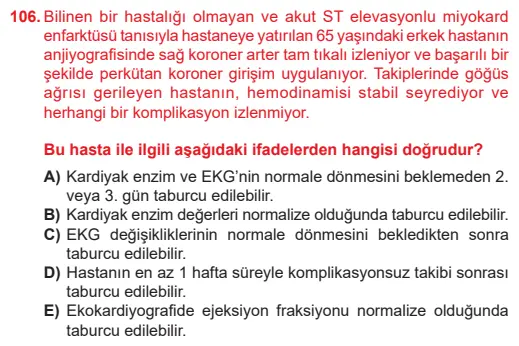 106. Bilinen bir hastalığı olmayan ve akut ST elevasyonlu miyokard
enfarktüsü tanısıyla hastaneye yatırılan 65 yaşındaki erkek hastanın
anjiyografisinde sağ koroner arter tam tıkalı izleniyor ve başarılı bir
şekilde perkütan koroner girişim uygulanıyor. Takiplerinde göğüs
ağrısı gerileyen hastanın, hemodinamisi stabil seyrediyor ve
herhangi bir komplikasyon izlenmiyor.
Bu hasta ile ilgili aşağıdaki ifadelerden hangisi doğrudur?
A) Kardiyak enzim ve EKG'nin normale dönmesini beklemeden 2.
veya 3. gün taburcu edilebilir.
B) Kardiyak enzim değerleri normalize olduğunda taburcu edilebilir.
C) EKG değişikliklerinin normale dönmesini bekledikten sonra
taburcu edilebilir.
D) Hastanın en az 1 hafta süreyle komplikasyonsuz takibi sonrası
taburcu edilebilir.
E) Ekokardiyografide ejeksiyon fraksiyonu normalize olduğunda
taburcu edilebilir.